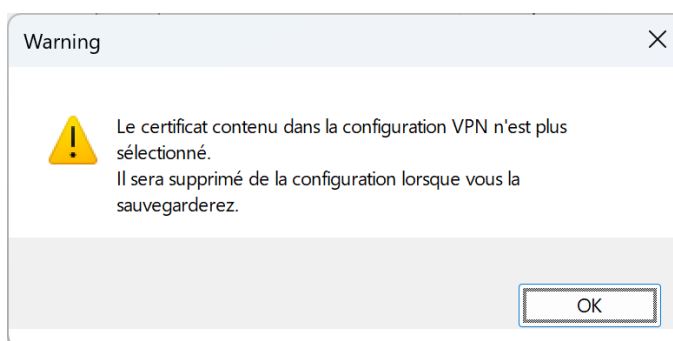 Warning
Le certificat contenu dans la configuration VPN n'est plus
sélectionné.
Il sera supprimé de la configuration lorsque vous la
sauvegarderez.
OK